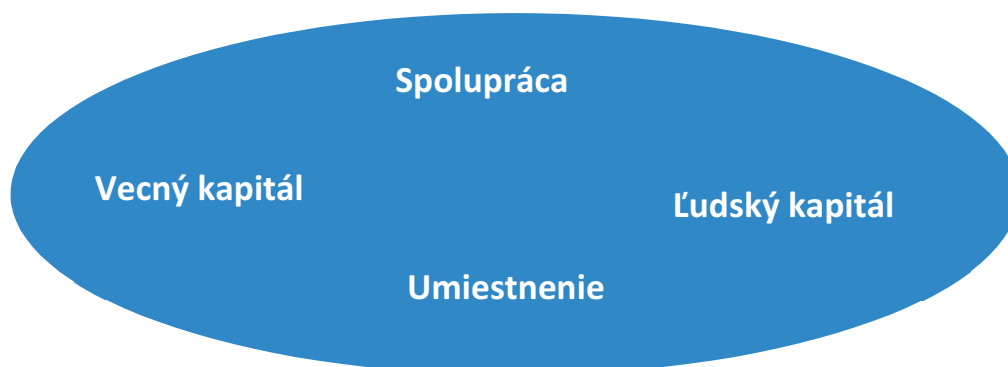 Spolupráca
Vecný kapitál
Ľudský kapitál
Umiestnenie